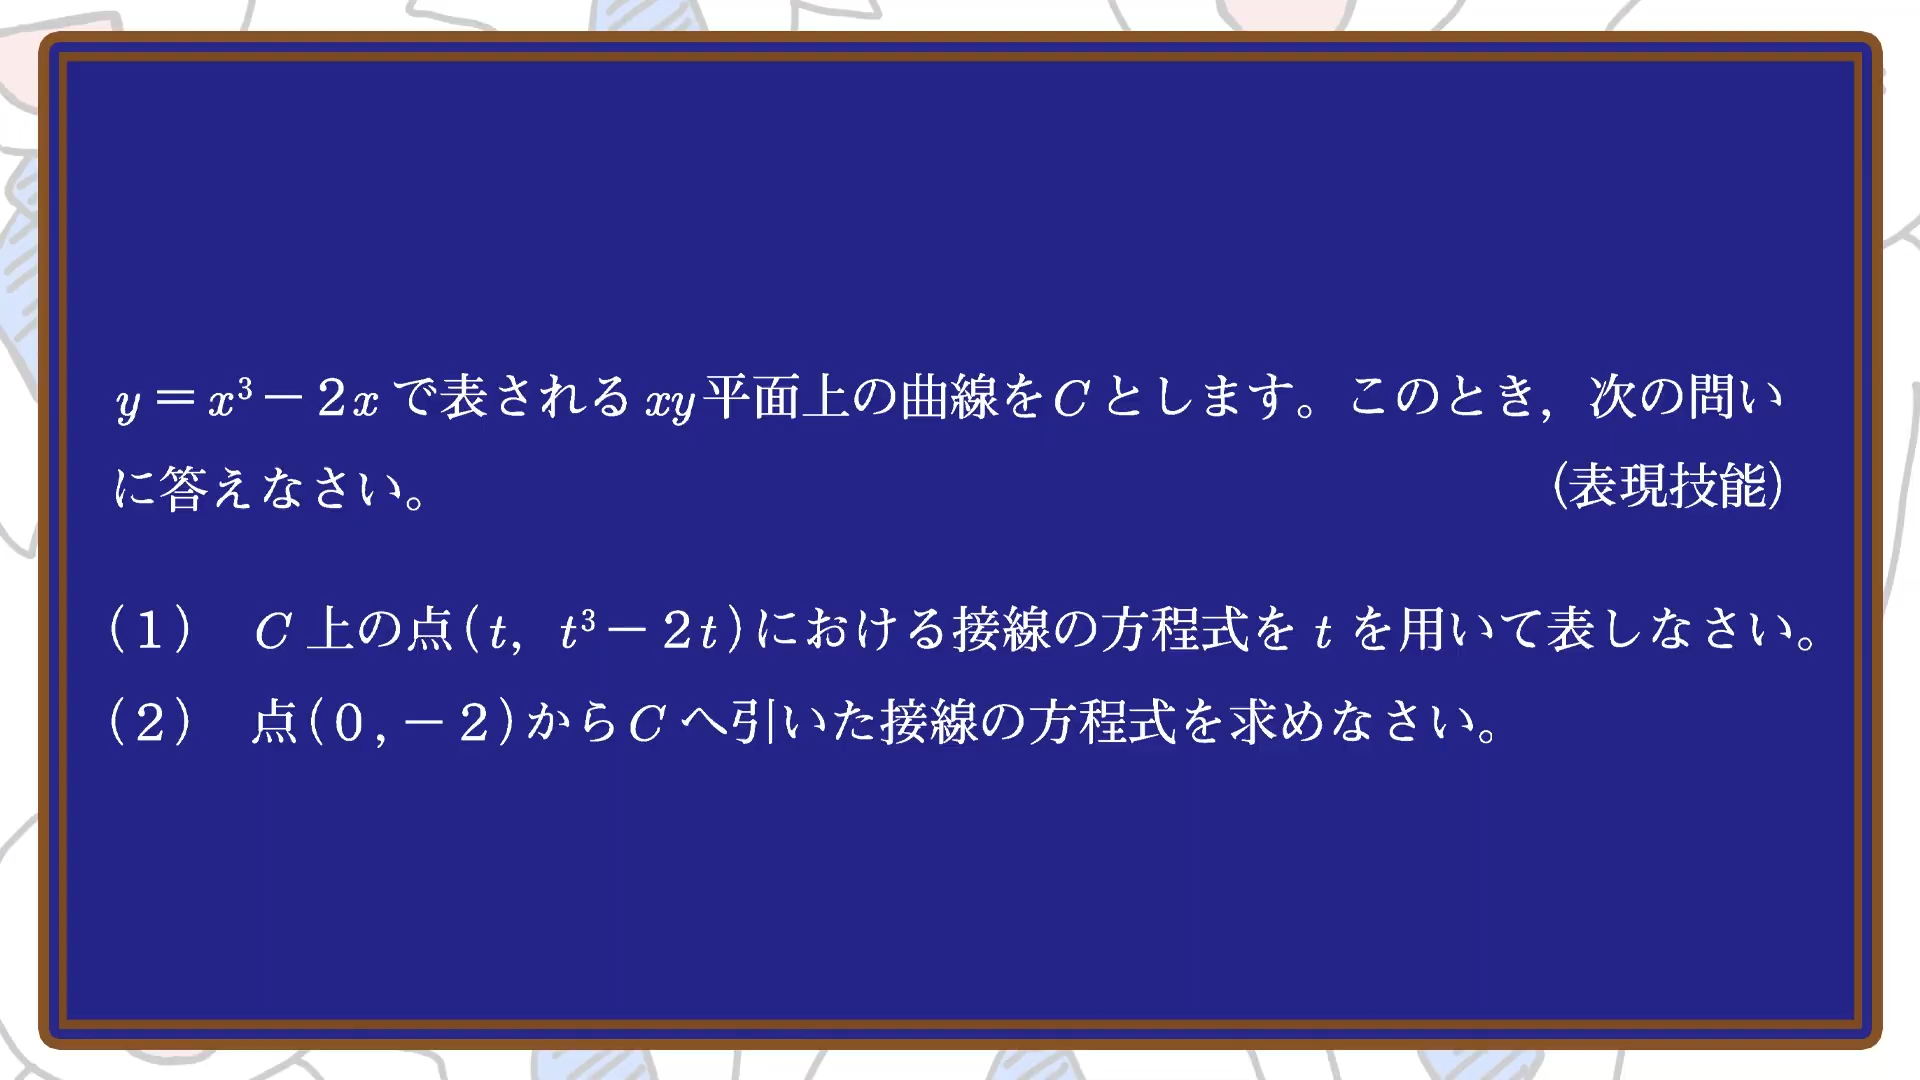 y＝x³－2x で表される xy平面上の曲線をC とします。このとき，次の問い
に答えなさい。 （表現技能）
（1） C 上の点(t，t³－2t)における接線の方程式を t を用いて表しなさい。
（2） 点(0,－2)からC へ引いた接線の方程式を求めなさい。